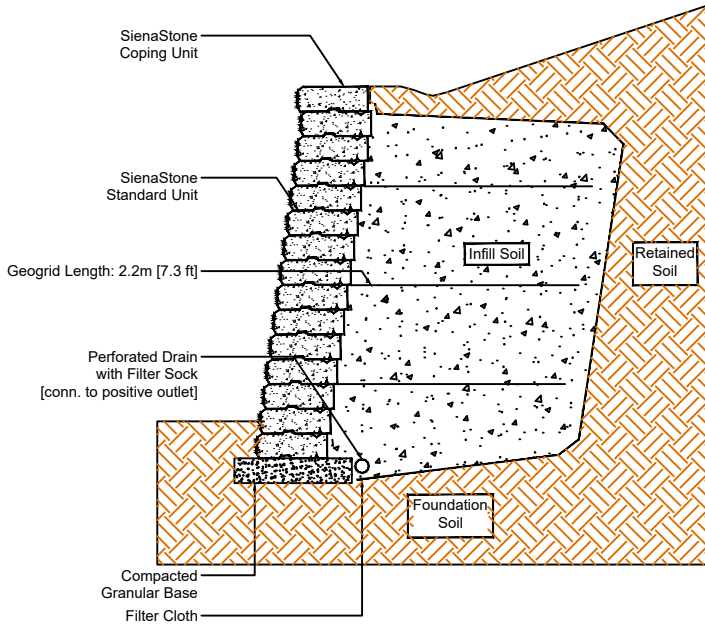 SienaStone
Coping Unit
SienaStone
Standard Unit
Infill Soil
Retained
Soil
Geogrid Length: 2.2m [7.3 ft]
Perforated Drain
with Filter Sock
[conn. to positive outlet]
Foundation
Soil
Compacted
Granular Base
Filter Cloth